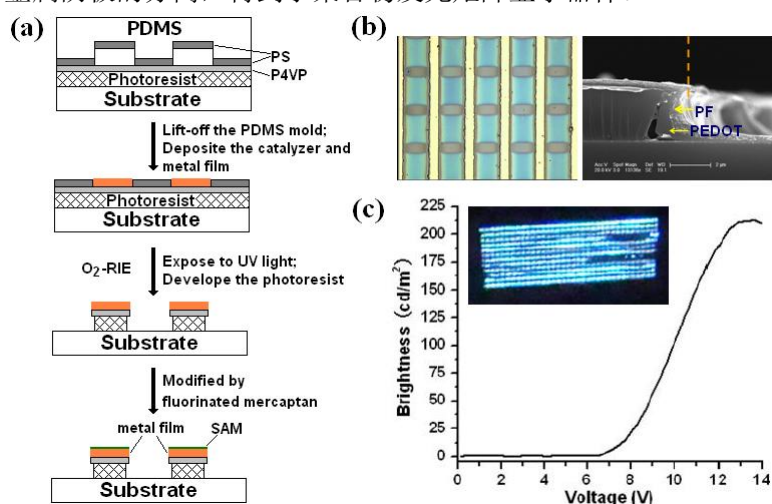 (a)
PDMS
PS
P4VP
Photoresist
Substrate
Lift-off the PDMS mold;
Deposite the catalyzer and
metal film
Photoresist
Substrate
O₂-RIE
Expose to UV light;
Develope the photoresist
Substrate
Modified by
fluorinated mercaptan
metal film
SAM
Substrate
(b)
PF
PEDOT
2 μm
(c)
Brightness (cd/m²)
225
200
175
150
125
100
75
50
25
0
0 2 4 6 8 10 12 14
Voltage (V)